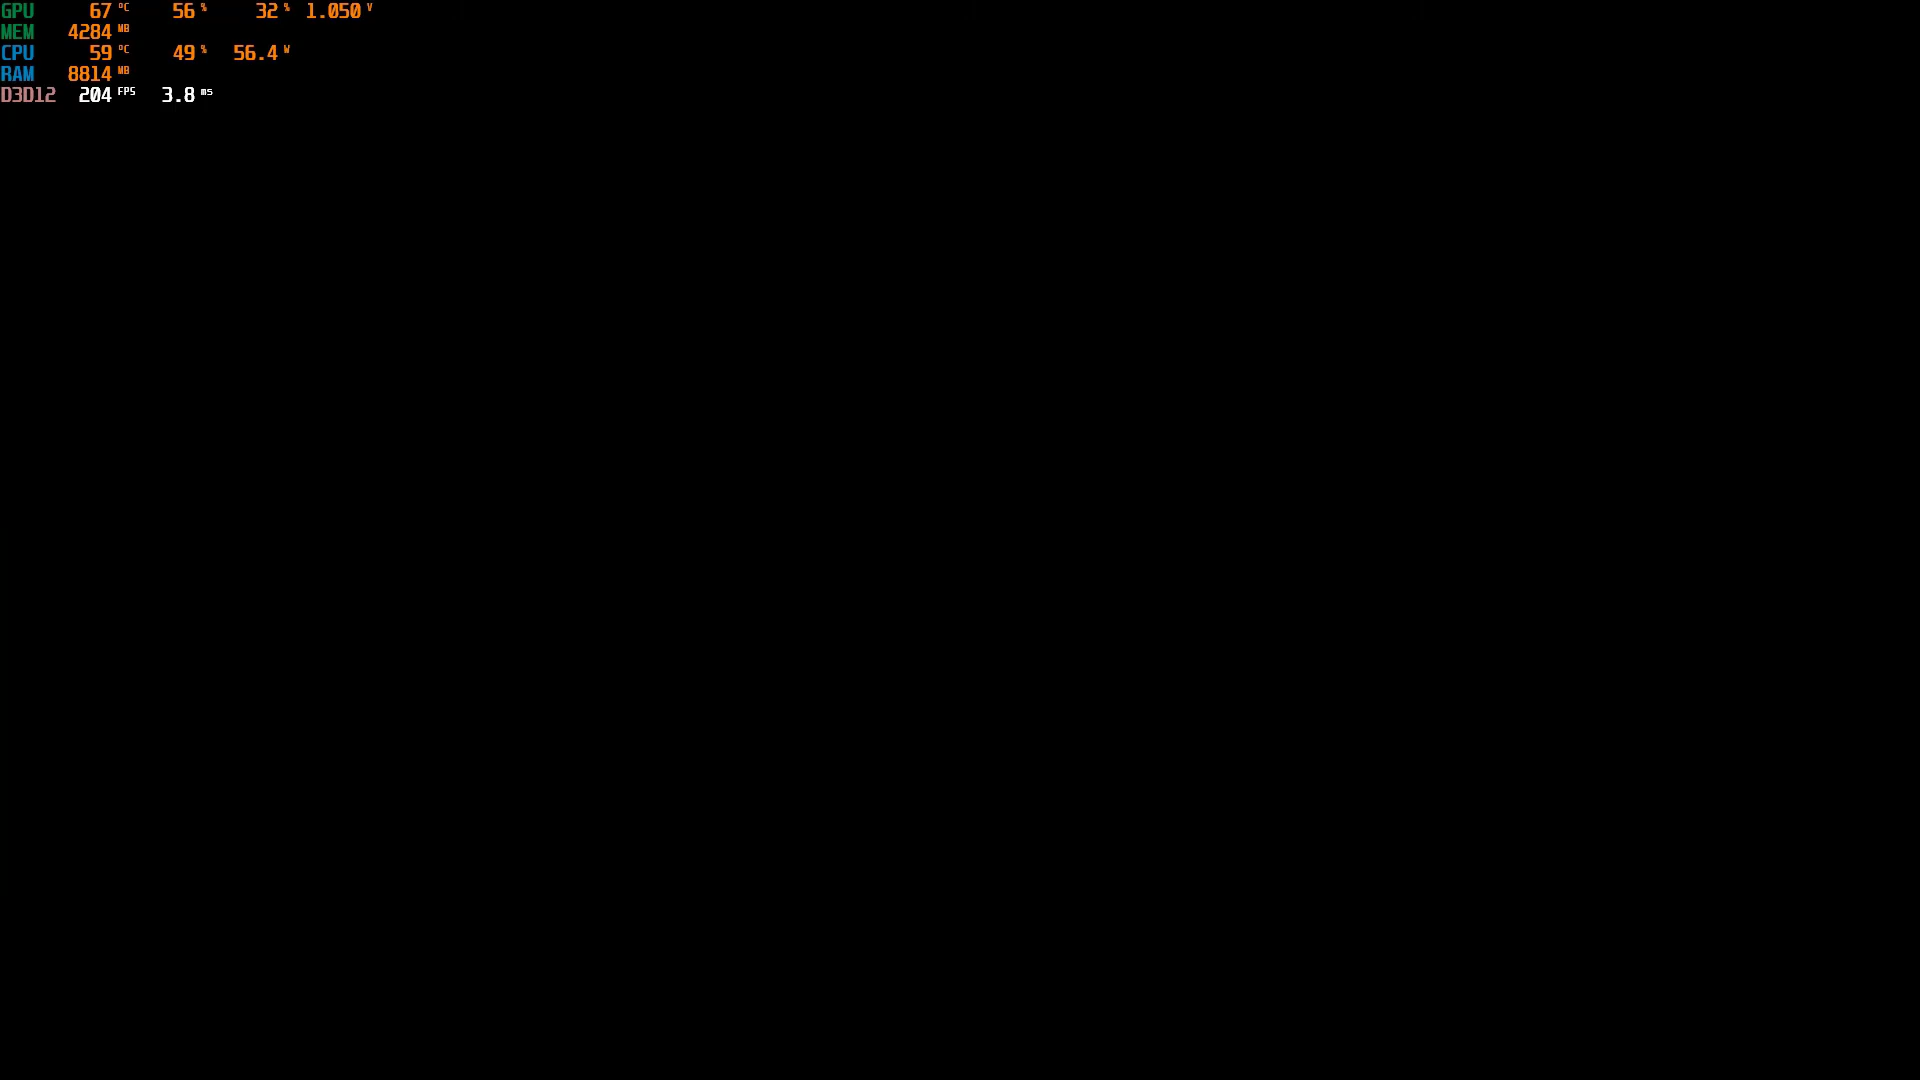 GPU 67 °C 56 % 32 % 1.050 V
MEM 4284 MB
CPU 59 °C 49 % 56.4 W
RAM 8814 MB
D3D12 204 FPS 3.8 ms